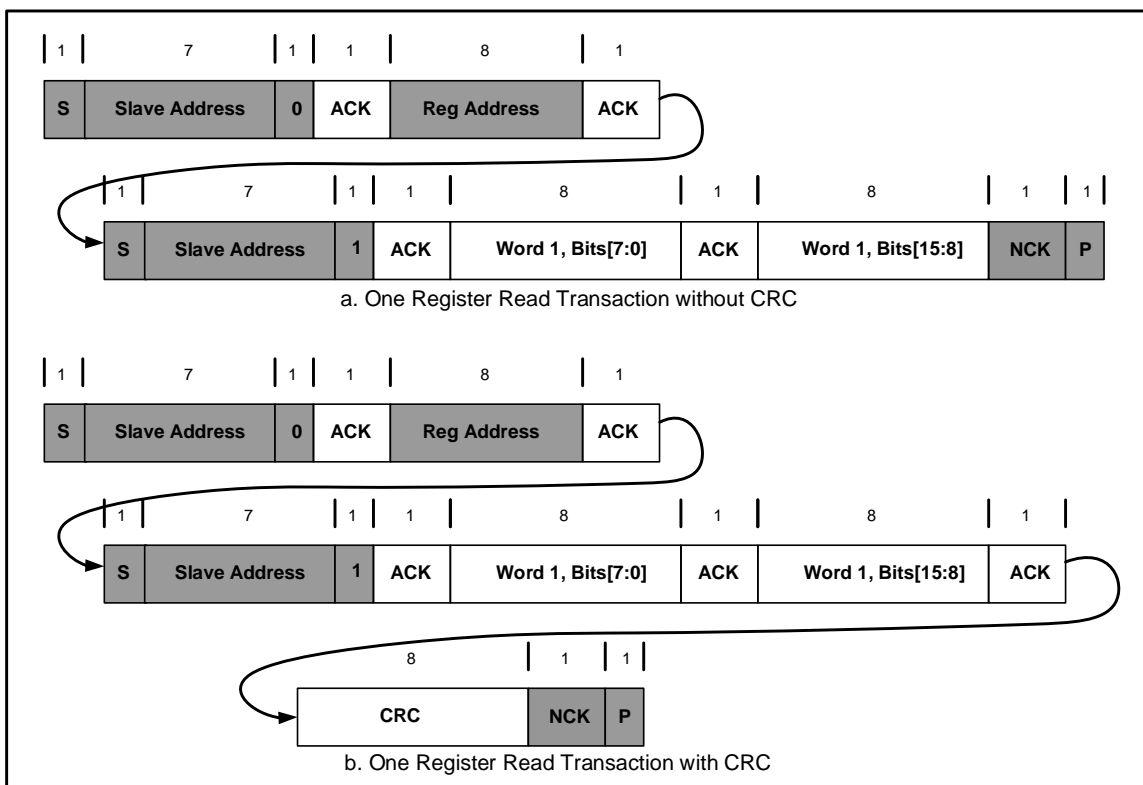 1 7 1 1 8 1
S Slave Address 0 ACK Reg Address ACK
1 7 1 1 8 1 8 1 1
S Slave Address 1 ACK Word 1, Bits[7:0] ACK Word 1, Bits[15:8] NCK P
a. One Register Read Transaction without CRC
1 7 1 1 8 1
S Slave Address 0 ACK Reg Address ACK
1 7 1 1 8 1 8 1
S Slave Address 1 ACK Word 1, Bits[7:0] ACK Word 1, Bits[15:8] ACK
8 1 1
CRC NCK P
b. One Register Read Transaction with CRC